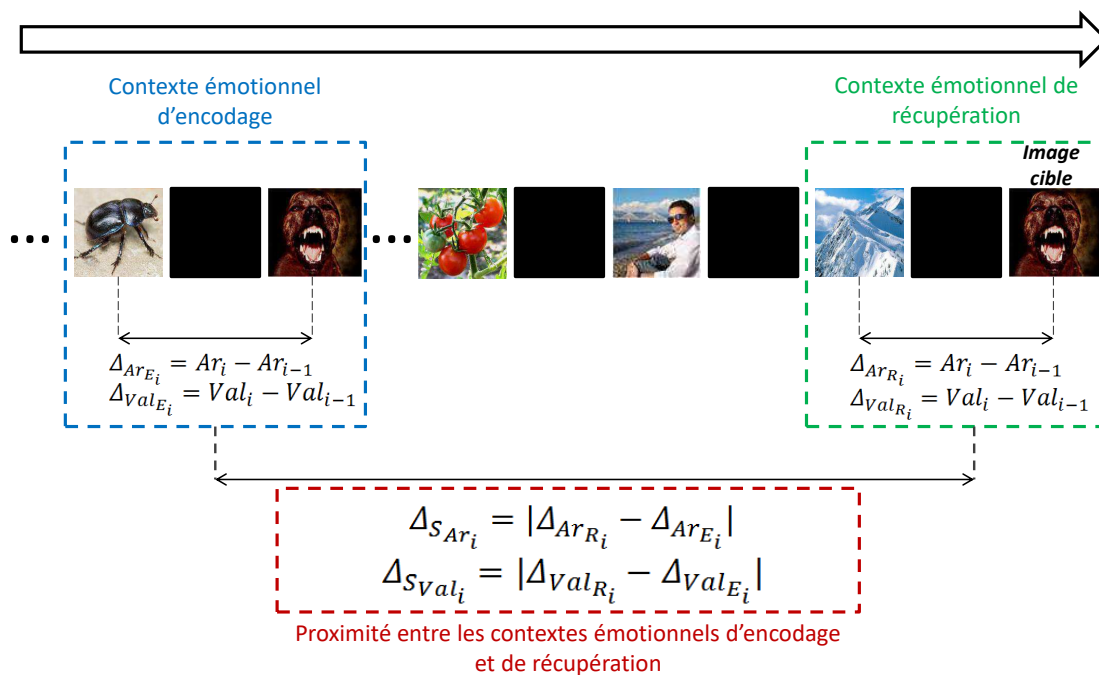 Contexte émotionnel
d’encodage
Contexte émotionnel de
récupération
Image
cible
...
...
Δ_{Ar_{E_i}} = Ar_i − Ar_{i−1}
Δ_{Val_{E_i}} = Val_i − Val_{i−1}
Δ_{Ar_{R_i}} = Ar_i − Ar_{i−1}
Δ_{Val_{R_i}} = Val_i − Val_{i−1}
Δ_{S_{Ar_i}} = |Δ_{Ar_{R_i}} − Δ_{Ar_{E_i}}|
Δ_{S_{Val_i}} = |Δ_{Val_{R_i}} − Δ_{Val_{E_i}}|
Proximité entre les contextes émotionnels d’encodage
et de récupération